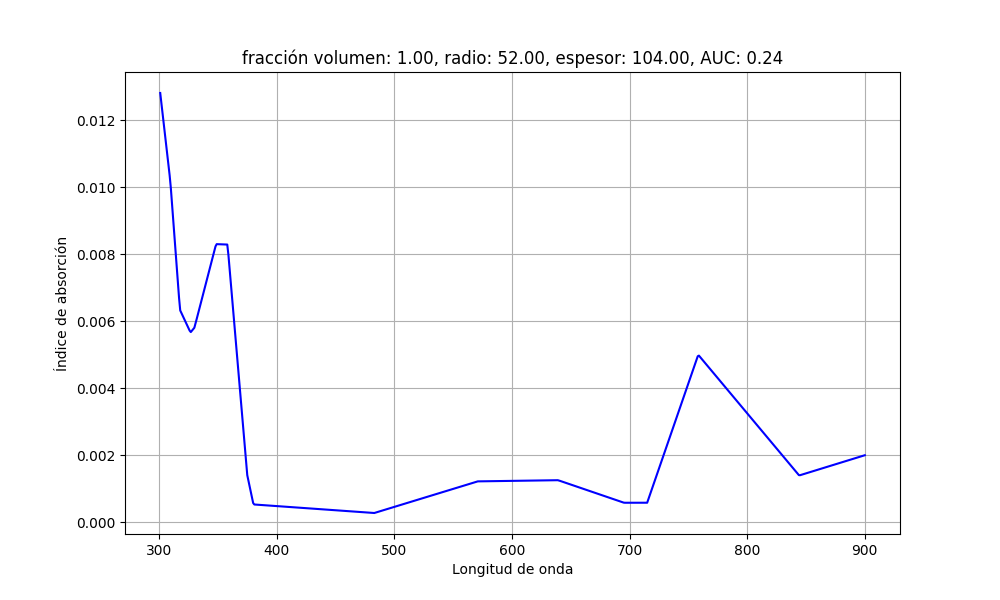 fracción volumen: 1.00, radio: 52.00, espesor: 104.00, AUC: 0.24
0.012
0.010
0.008
0.006
0.004
0.002
0.000
Índice de absorción
300 400 500 600 700 800 900
Longitud de onda